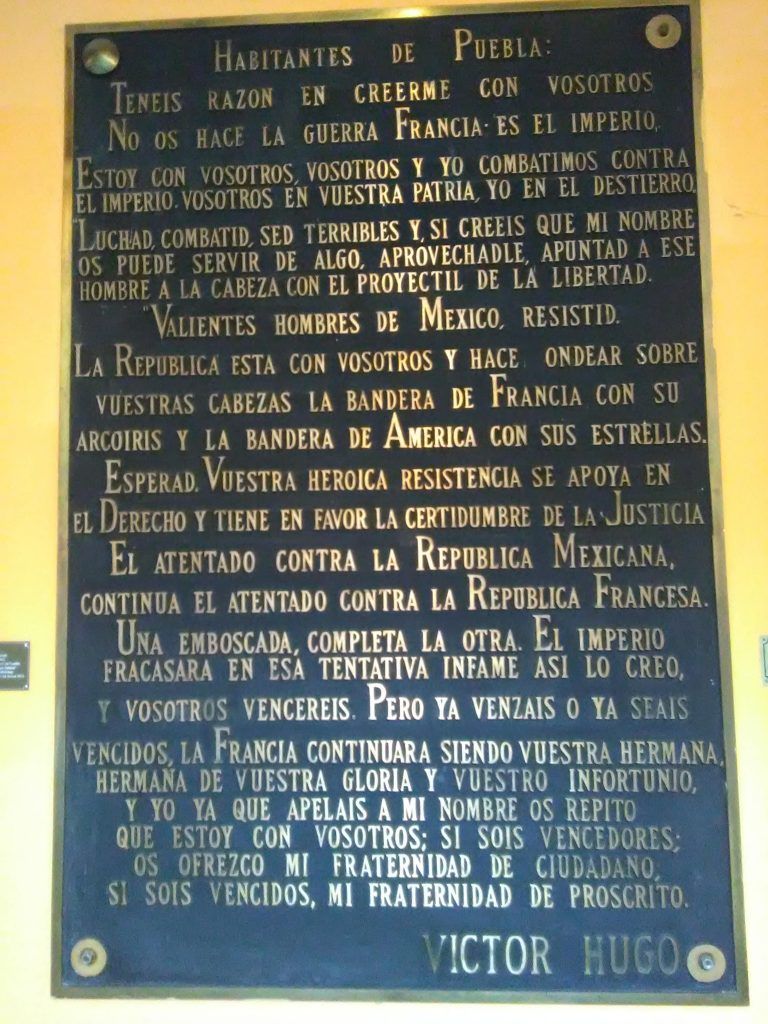 HABITANTES DE PUEBLA:
TENEIS RAZON EN CREERME CON VOSOTROS
NO OS HACE LA GUERRA FRANCIA·ES EL IMPERIO,
ESTOY CON VOSOTROS, VOSOTROS Y YO COMBATIMOS CONTRA
EL IMPERIO. VOSOTROS EN VUESTRA PATRIA, YO EN EL DESTIERRO.
"LUCHAD, COMBATID, SED TERRIBLES Y, SI CREEIS QUE MI NOMBRE
OS PUEDE SERVIR DE ALGO, APROVECHADLE, APUNTAD A ESE
HOMBRE A LA CABEZA CON EL PROYECTIL DE LA LIBERTAD.
"VALIENTES HOMBRES DE MEXICO, RESISTID.
LA REPUBLICA ESTA CON VOSOTROS Y HACE ONDEAR SOBRE
VUESTRAS CABEZAS LA BANDERA DE FRANCIA CON SU
ARCOIRIS Y LA BANDERA DE AMERICA CON SUS ESTRELLAS.
ESPERAD. VUESTRA HEROICA RESISTENCIA SE APOYA EN
EL DERECHO Y TIENE EN FAVOR LA CERTIDUMBRE DE LA JUSTICIA
EL ATENTADO CONTRA LA REPUBLICA MEXICANA,
CONTINUA EL ATENTADO CONTRA LA REPUBLICA FRANCESA.
UNA EMBOSCADA, COMPLETA LA OTRA. EL IMPERIO
FRACASARA EN ESA TENTATIVA INFAME ASI LO CREO,
Y VOSOTROS VENCEREIS. PERO YA VENZAIS O YA SEAIS
VENCIDOS, LA FRANCIA CONTINUARA SIENDO VUESTRA HERMANA,
HERMANA DE VUESTRA GLORIA Y VUESTRO INFORTUNIO,
Y YO YA QUE APELAIS A MI NOMBRE OS REPITO
QUE ESTOY CON VOSOTROS; SI SOIS VENCEDORES;
OS OFREZCO MI FRATERNIDAD DE CIUDADANO,
SI SOIS VENCIDOS, MI FRATERNIDAD DE PROSCRITO.
VICTOR HUGO